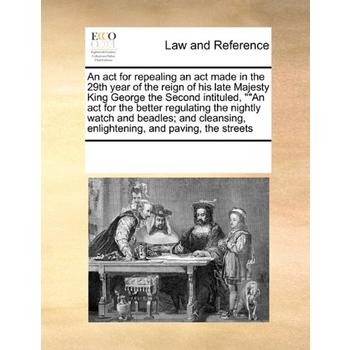 ECCO
Law and Reference
An act for repealing an act made in the 29th year of the reign of his late Majesty
King George the Second intituled, ""An
act for the better regulating the nightly
watch and beadles; and cleansing,
enlightening, and paving, the streets